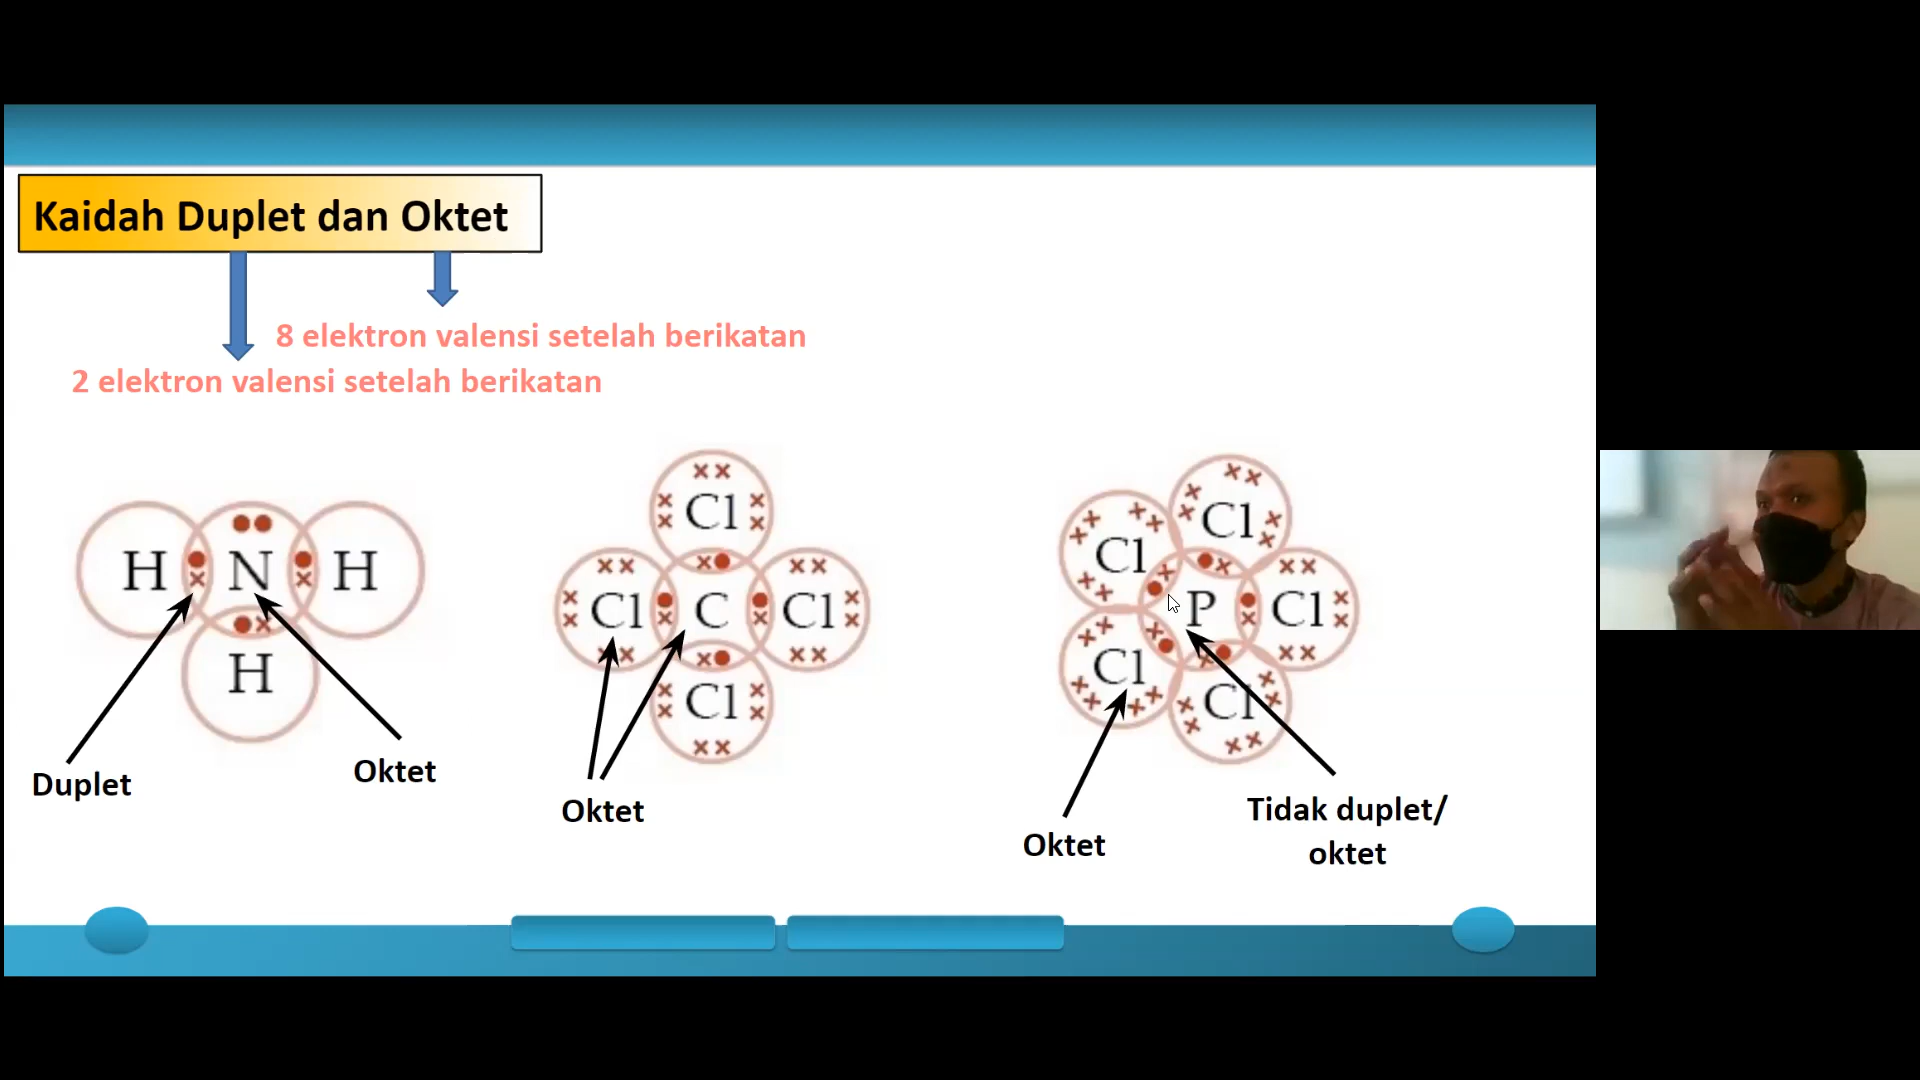 Kaidah Duplet dan Oktet
8 elektron valensi setelah berikatan
2 elektron valensi setelah berikatan
H N H
H
Duplet
Oktet
Cl
Cl C Cl
Cl
Oktet
Cl
Cl
P Cl
Cl
Cl
Oktet
Tidak duplet/
oktet